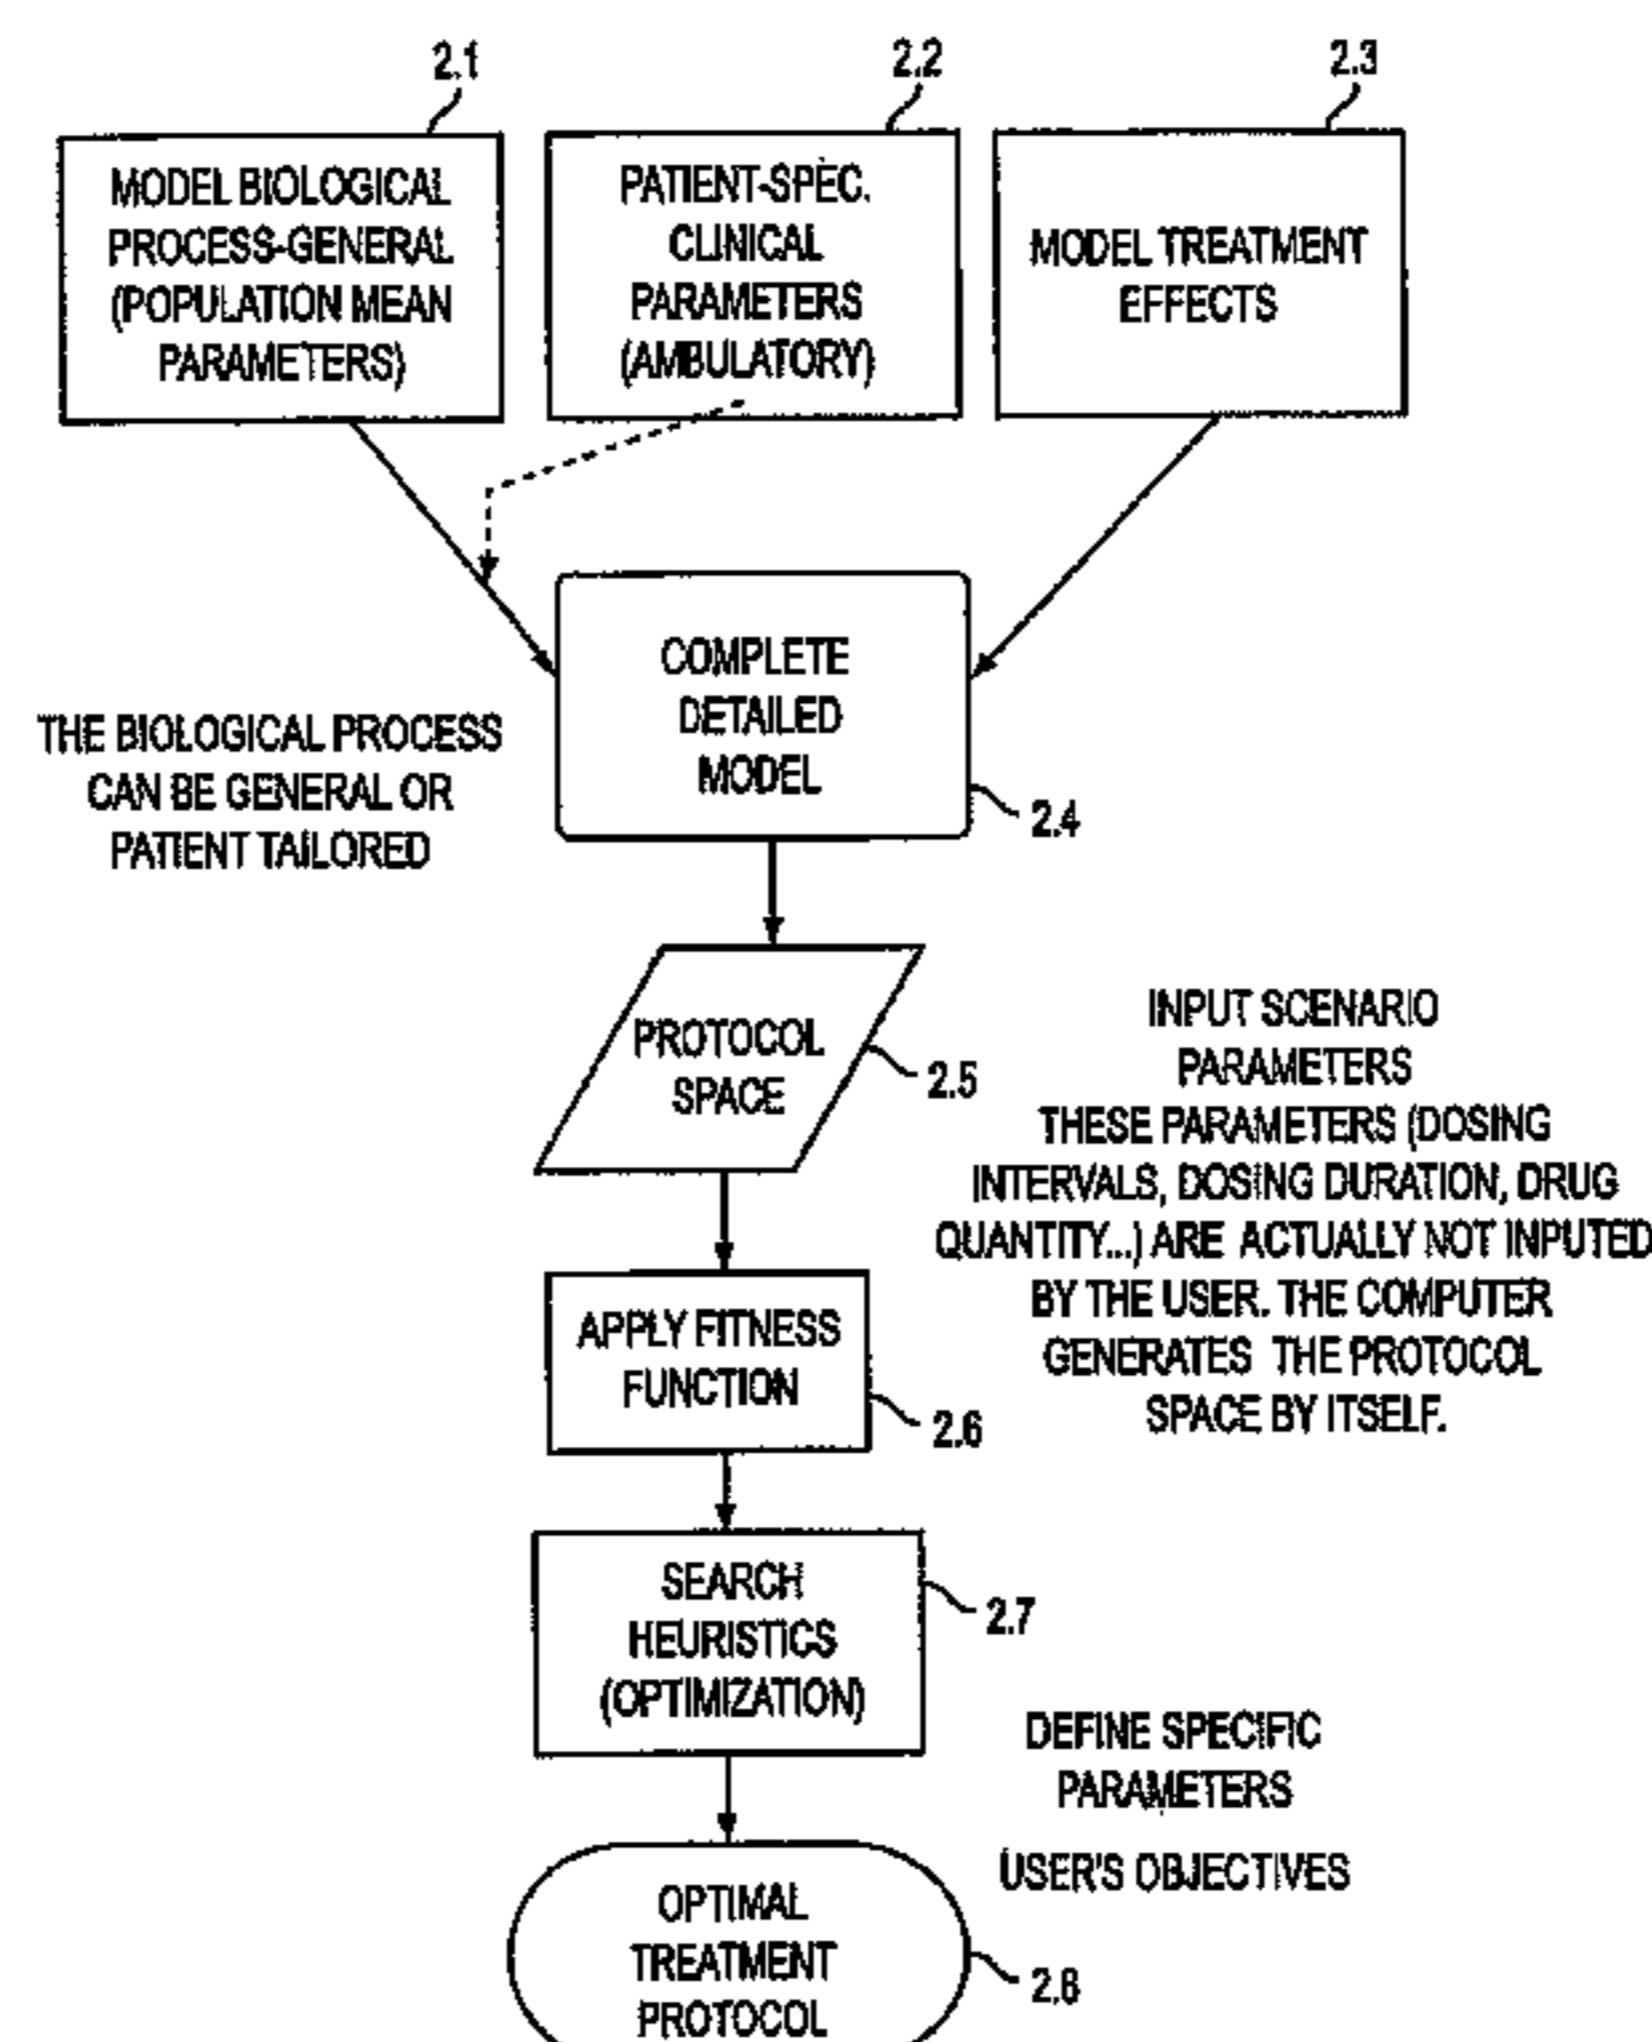 2.1
2.2
2.3
MODEL BIOLOGICAL
PROCESS-GENERAL
(POPULATION MEAN
PARAMETERS)
PATIENT-SPEC.
CLINICAL
PARAMETERS
(AMBULATORY)
MODEL TREATMENT
EFFECTS
COMPLETE
DETAILED
MODEL
2.4
THE BIOLOGICAL PROCESS
CAN BE GENERAL OR
PATIENT TAILORED
PROTOCOL
SPACE
2.5
INPUT SCENARIO
PARAMETERS
THESE PARAMETERS (DOSING
INTERVALS, DOSING DURATION, DRUG
QUANTITY...) ARE ACTUALLY NOT INPUTED
BY THE USER. THE COMPUTER
GENERATES THE PROTOCOL
SPACE BY ITSELF.
APPLY FITNESS
FUNCTION
2.6
SEARCH
HEURISTICS
(OPTIMIZATION)
2.7
DEFINE SPECIFIC
PARAMETERS
USER'S OBJECTIVES
OPTIMAL
TREATMENT
PROTOCOL
2.8